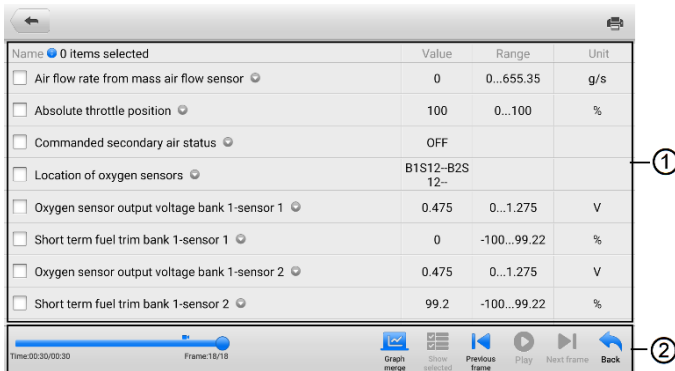 Name 0 items selected Value Range Unit
Air flow rate from mass air flow sensor 0 0...655.35 g/s
Absolute throttle position 100 0...100 %
Commanded secondary air status OFF
Location of oxygen sensors B1S12--B2S
12--
Oxygen sensor output voltage bank 1-sensor 1 0.475 0...1.275 V
Short term fuel trim bank 1-sensor 1 0 -100...99.22 %
Oxygen sensor output voltage bank 1-sensor 2 0.475 0...1.275 V
Short term fuel trim bank 1-sensor 2 99.2 -100...99.22 %
①
Time:00:30/00:30 Frame:18/18
Graph merge
Show selected
Previous frame
Play
Next frame
Back
②